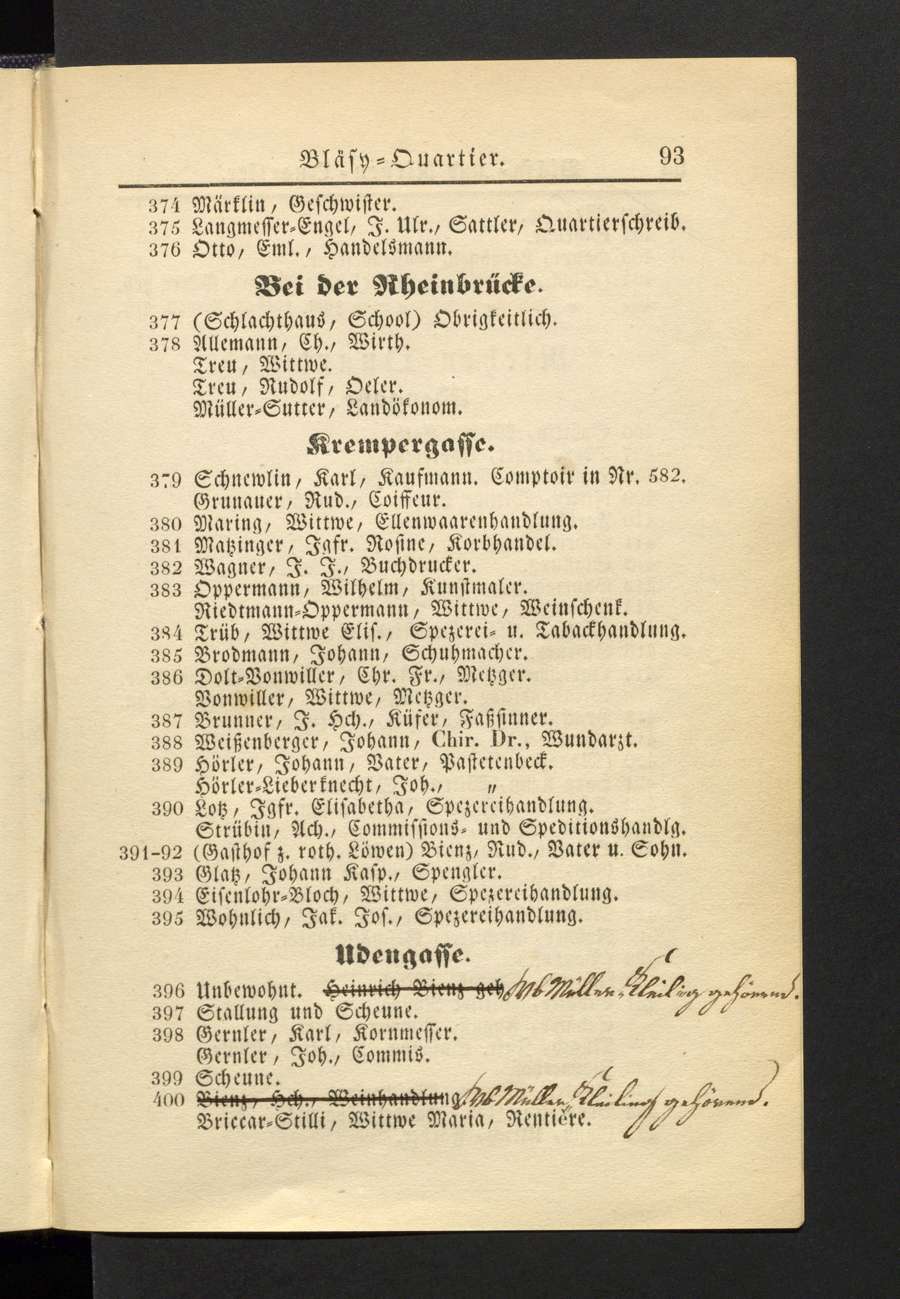 Bläsy-Quartier. 93
374 Märklin, Geschwister.
375 Langmesser-Engel, J. Ulr., Sattler, Quartierschreib.
376 Otto, Eml., Handelsmann.
Bei der Rheinbrücke.
377 (Schlachthaus, School) Obrigkeitlich.
378 Allemann, Ch., Wirth.
Treu, Wittwe.
Treu, Rudolf, Oeler.
Müller-Sutter, Landökonom.
Krempergasse.
379 Schnewlin, Karl, Kaufmann. Comptoir in Nr. 582.
Grunauer, Rud., Coiffeur.
380 Maring, Wittwe, Ellenwaarenhandlung.
381 Matzinger, Jgfr. Rosine, Korbhandel.
382 Wagner, J. J., Buchdrucker.
383 Oppermann, Wilhelm, Kunstmaler.
Riedtmann-Oppermann, Wittwe, Weinschenk.
384 Trüb, Wittwe Elis., Spezerei- u. Tabackhandlung.
385 Brodmann, Johann, Schuhmacher.
386 Dolt-Vonwiller, Chr. Fr., Metzger.
Vonwiller, Wittwe, Metzger.
387 Brunner, J. Hch., Küfer, Faßsinner.
388 Weißenberger, Johann, Chir. Dr., Wundarzt.
389 Hörler, Johann, Vater, Pastetenbeck.
Hörler-Lieberknecht, Joh., „
390 Lotz, Jgfr. Elisabetha, Spezereihandlung.
Strübin, Ach., Commissions- und Speditionshandlg.
391-92 (Gasthof z. roth. Löwen) Bienz, Rud., Vater u. Sohn.
393 Glatz, Johann Kasp., Spengler.
394 Eisenlohr-Bloch, Wittwe, Spezereihandlung.
395 Wohnlich, Jak. Jos., Spezereihandlung.
Udengasse.
396 Unbewohnt. Heinrich Bienz geh Müller gehörend.
397 Stallung und Scheune.
398 Gernler, Karl, Kornmesser.
Gernler, Joh., Commis.
399 Scheune.
400 Bienz, Hch., Weinhandlung Müller gehörend.
Briccar-Stilli, Wittwe Maria, Rentière.